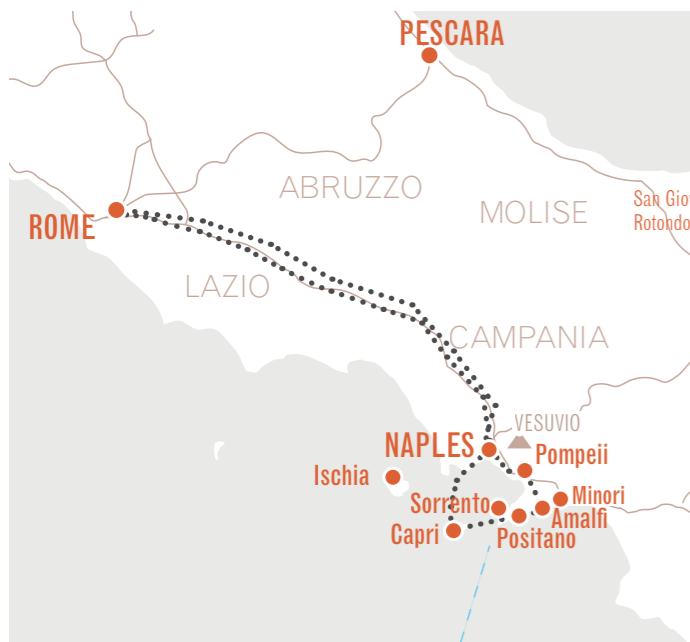 PESCARA
ABRUZZO
MOLISE
San Gio
Rotondo
ROME
LAZIO
CAMPANIA
VESUVIO
NAPLES
Pompeii
Ischia
Minori
Sorrento
Amalfi
Capri
Positano